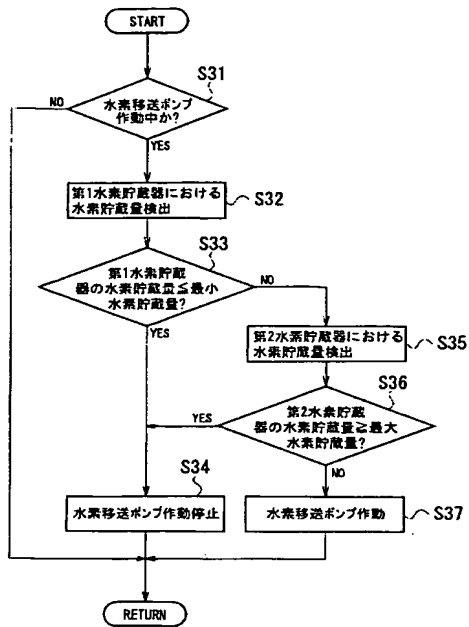 START
S31
NO
水素移送ポンプ
作動中か?
YES
第1水素貯蔵器における
水素貯蔵量検出
S32
S33
第1水素貯蔵
器の水素貯蔵量≦最小
水素貯蔵量?
NO
YES
第2水素貯蔵器における
水素貯蔵量検出
S35
S36
YES
第2水素貯蔵
器の水素貯蔵量≧最大
水素貯蔵量?
NO
S34
水素移送ポンプ作動停止
水素移送ポンプ作動
S37
RETURN